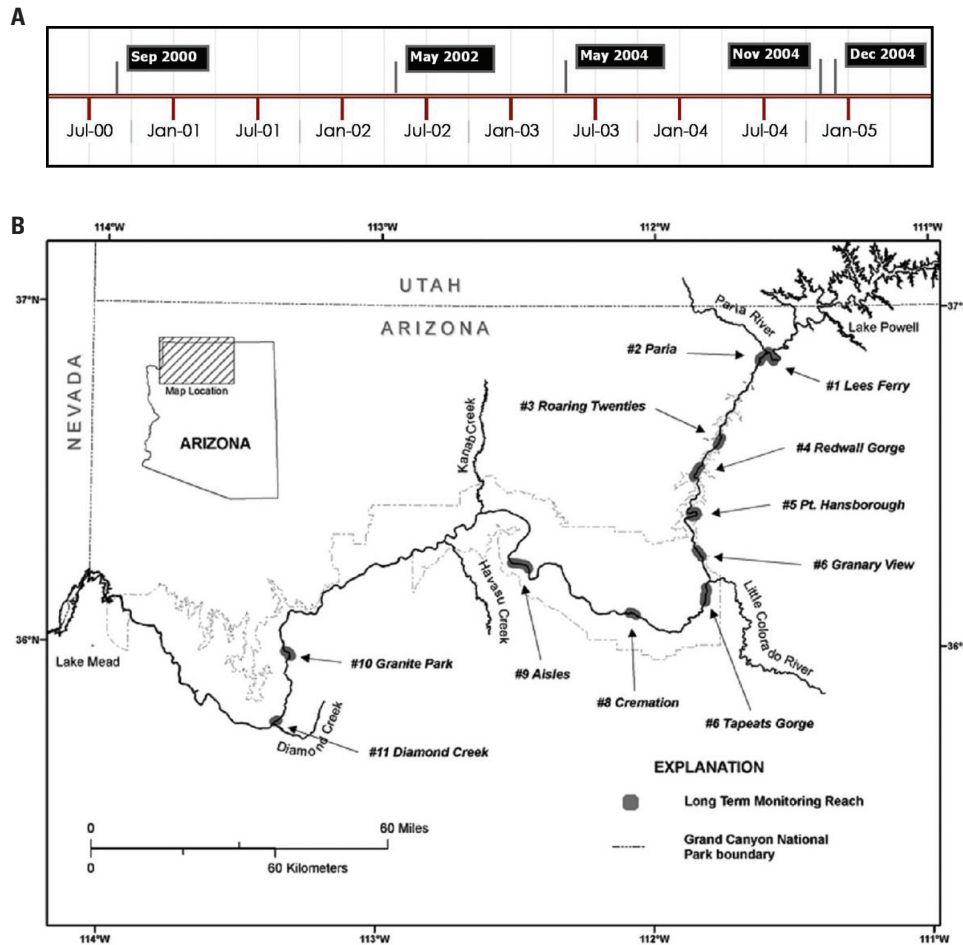 A
Sep 2000
May 2002
May 2004
Nov 2004
Dec 2004
Jul-00
Jan-01
Jul-01
Jan-02
Jul-02
Jan-03
Jul-03
Jan-04
Jul-04
Jan-05
B
114°W
113°W
112°W
111°W
37°N
37°
UTAH
ARIZONA
NEVADA
Paria River
Lake Powell
#2 Paria
#1 Lees Ferry
Map Location
ARIZONA
#3 Roaring Twenties
Kanab Creek
#4 Redwall Gorge
#5 Pt. Hansborough
#6 Granary View
Havasu Creek
Little Colorado River
36°N
36°
Lake Mead
#10 Granite Park
#9 Aisles
#8 Cremation
#6 Tapeats Gorge
Diamond Creek
#11 Diamond Creek
EXPLANATION
Long Term Monitoring Reach
Grand Canyon National
Park boundary
0
60 Miles
0
60 Kilometers
114°W
113°W
112°W
111°W